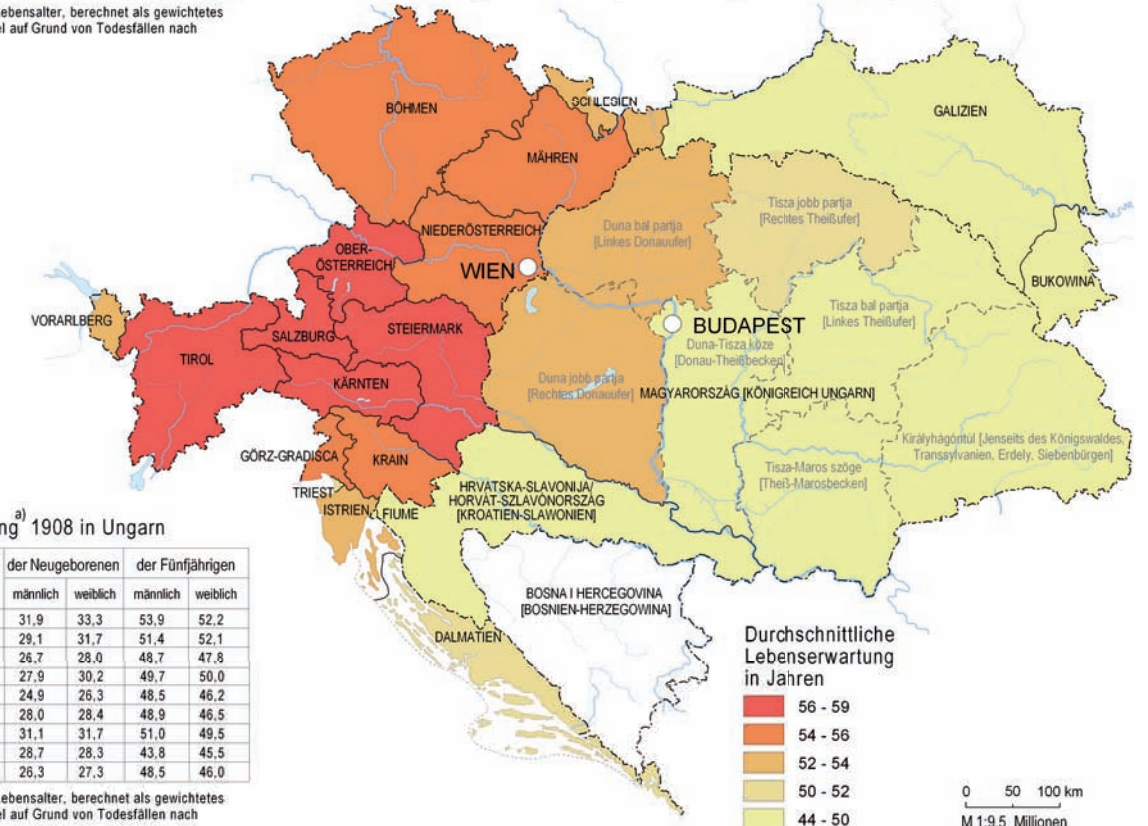 ebensalter, berechnet als gewichtetes
el auf Grund von Todesfällen nach
BÖHMEN
SCHLESIEN
GALIZIEN
MÄHREN
Duna bal partja
[Linkes Donauufer]
Tisza jobb partja
[Rechtes Theißufer]
NIEDERÖSTERREICH
OBER-
ÖSTERREICH
WIEN
BUKOWINA
VORARLBERG
TIROL
SALZBURG
STEIERMARK
KÄRNTEN
Tisza bal partja
[Linkes Theißufer]
BUDAPEST
Duna-Tisza köze
[Donau-Theißbecken]
Duna jobb partja
[Rechtes Donauufer]
MAGYARORSZÁG [KÖNIGREICH UNGARN]
Királyhágontúl [Jenseits des Königswaldes,
Transsylvanien, Erdely, Siebenbürgen]
Tisza-Maros szöge
[Theiß-Marosbecken]
GÖRZ-GRADISCA
KRAIN
TRIEST
ISTRIEN
FIUME
HRVATSKA-SLAVONIJA/
HORVÁT-SZLAVÓNORSZÁG
[KROATIEN-SLAWONIEN]
BOSNA I HERCEGOVINA
[BOSNIEN-HERZEGOWINA]
DALMATIEN
ng a) 1908 in Ungarn
der Neugeborenen der Fünfjährigen
männlich weiblich männlich weiblich
31,9 33,3 53,9 52,2
29,1 31,7 51,4 52,1
26,7 28,0 48,7 47,8
27,9 30,2 49,7 50,0
24,9 26,3 48,5 46,2
28,0 28,4 48,9 46,5
31,1 31,7 51,0 49,5
28,7 28,3 43,8 45,5
26,3 27,3 48,5 46,0
ebensalter, berechnet als gewichtetes
el auf Grund von Todesfällen nach
Durchschnittliche
Lebenserwartung
in Jahren
56 - 59
54 - 56
52 - 54
50 - 52
44 - 50
0 50 100 km
M 1:9,5 Millionen